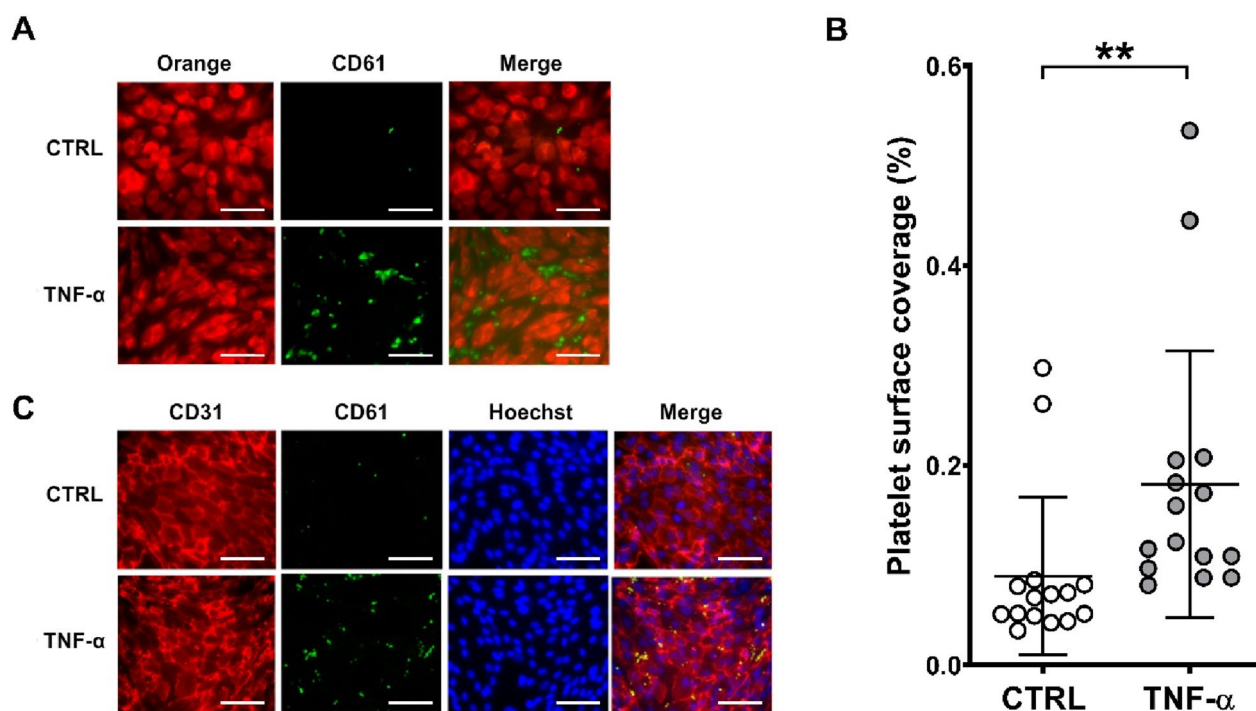 A
Orange CD61 Merge
CTRL
TNF-α
C
CD31 CD61 Hoechst Merge
CTRL
TNF-α
B
**
Platelet surface coverage (%)
0.6
0.4
0.2
0.0
CTRL TNF-α